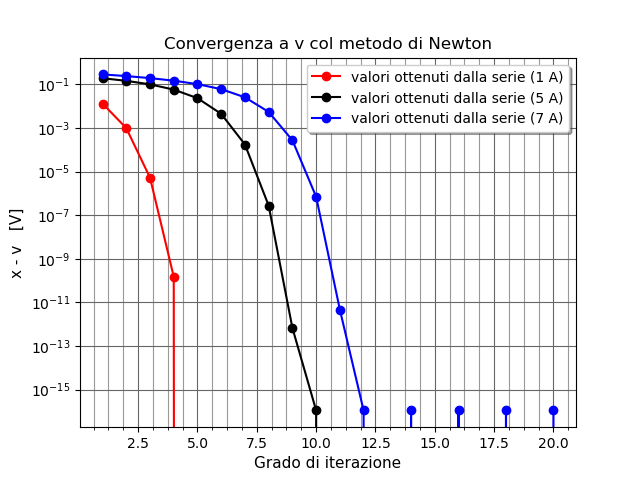 Convergenza a v col metodo di Newton
valori ottenuti dalla serie (1 A)
valori ottenuti dalla serie (5 A)
valori ottenuti dalla serie (7 A)
x - v [V]
10⁻¹
10⁻³
10⁻⁵
10⁻⁷
10⁻⁹
10⁻¹¹
10⁻¹³
10⁻¹⁵
2.5 5.0 7.5 10.0 12.5 15.0 17.5 20.0
Grado di iterazione